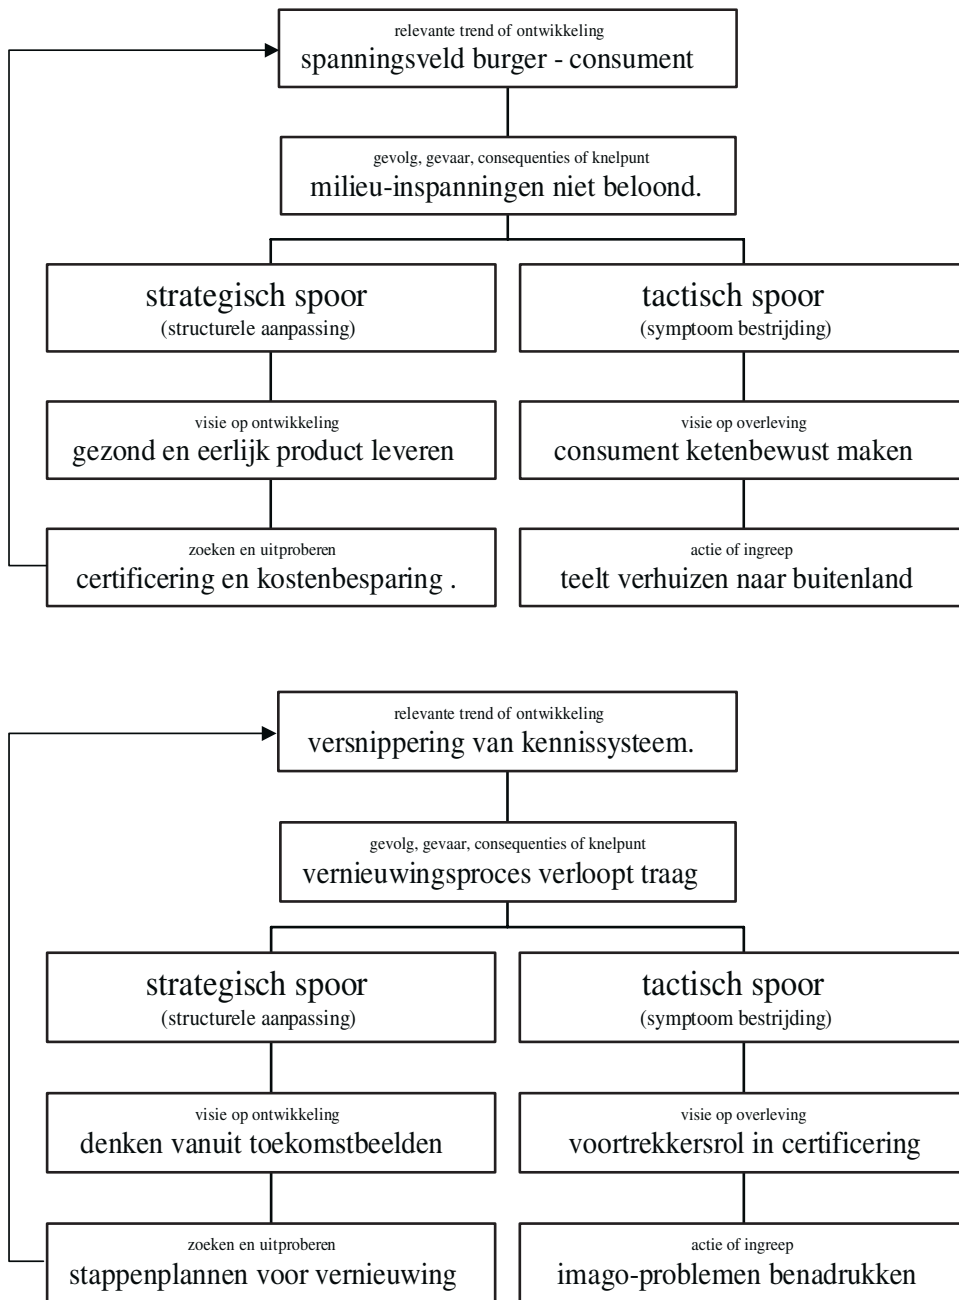 relevante trend of ontwikkeling
spanningsveld burger - consument
gevolg, gevaar, consequenties of knelpunt
milieu-inspanningen niet beloond.
strategisch spoor
(structurele aanpassing)
visie op ontwikkeling
gezond en eerlijk product leveren
zoeken en uitproberen
certificering en kostenbesparing .
tactisch spoor
(symptoom bestrijding)
visie op overleving
consument ketenbewust maken
actie of ingreep
teelt verhuizen naar buitenland
relevante trend of ontwikkeling
versnippering van kennissysteem.
gevolg, gevaar, consequenties of knelpunt
vernieuwingsproces verloopt traag
strategisch spoor
(structurele aanpassing)
visie op ontwikkeling
denken vanuit toekomstbeelden
zoeken en uitproberen
stappenplannen voor vernieuwing
tactisch spoor
(symptoom bestrijding)
visie op overleving
voortrekkersrol in certificering
actie of ingreep
imago-problemen benadrukken